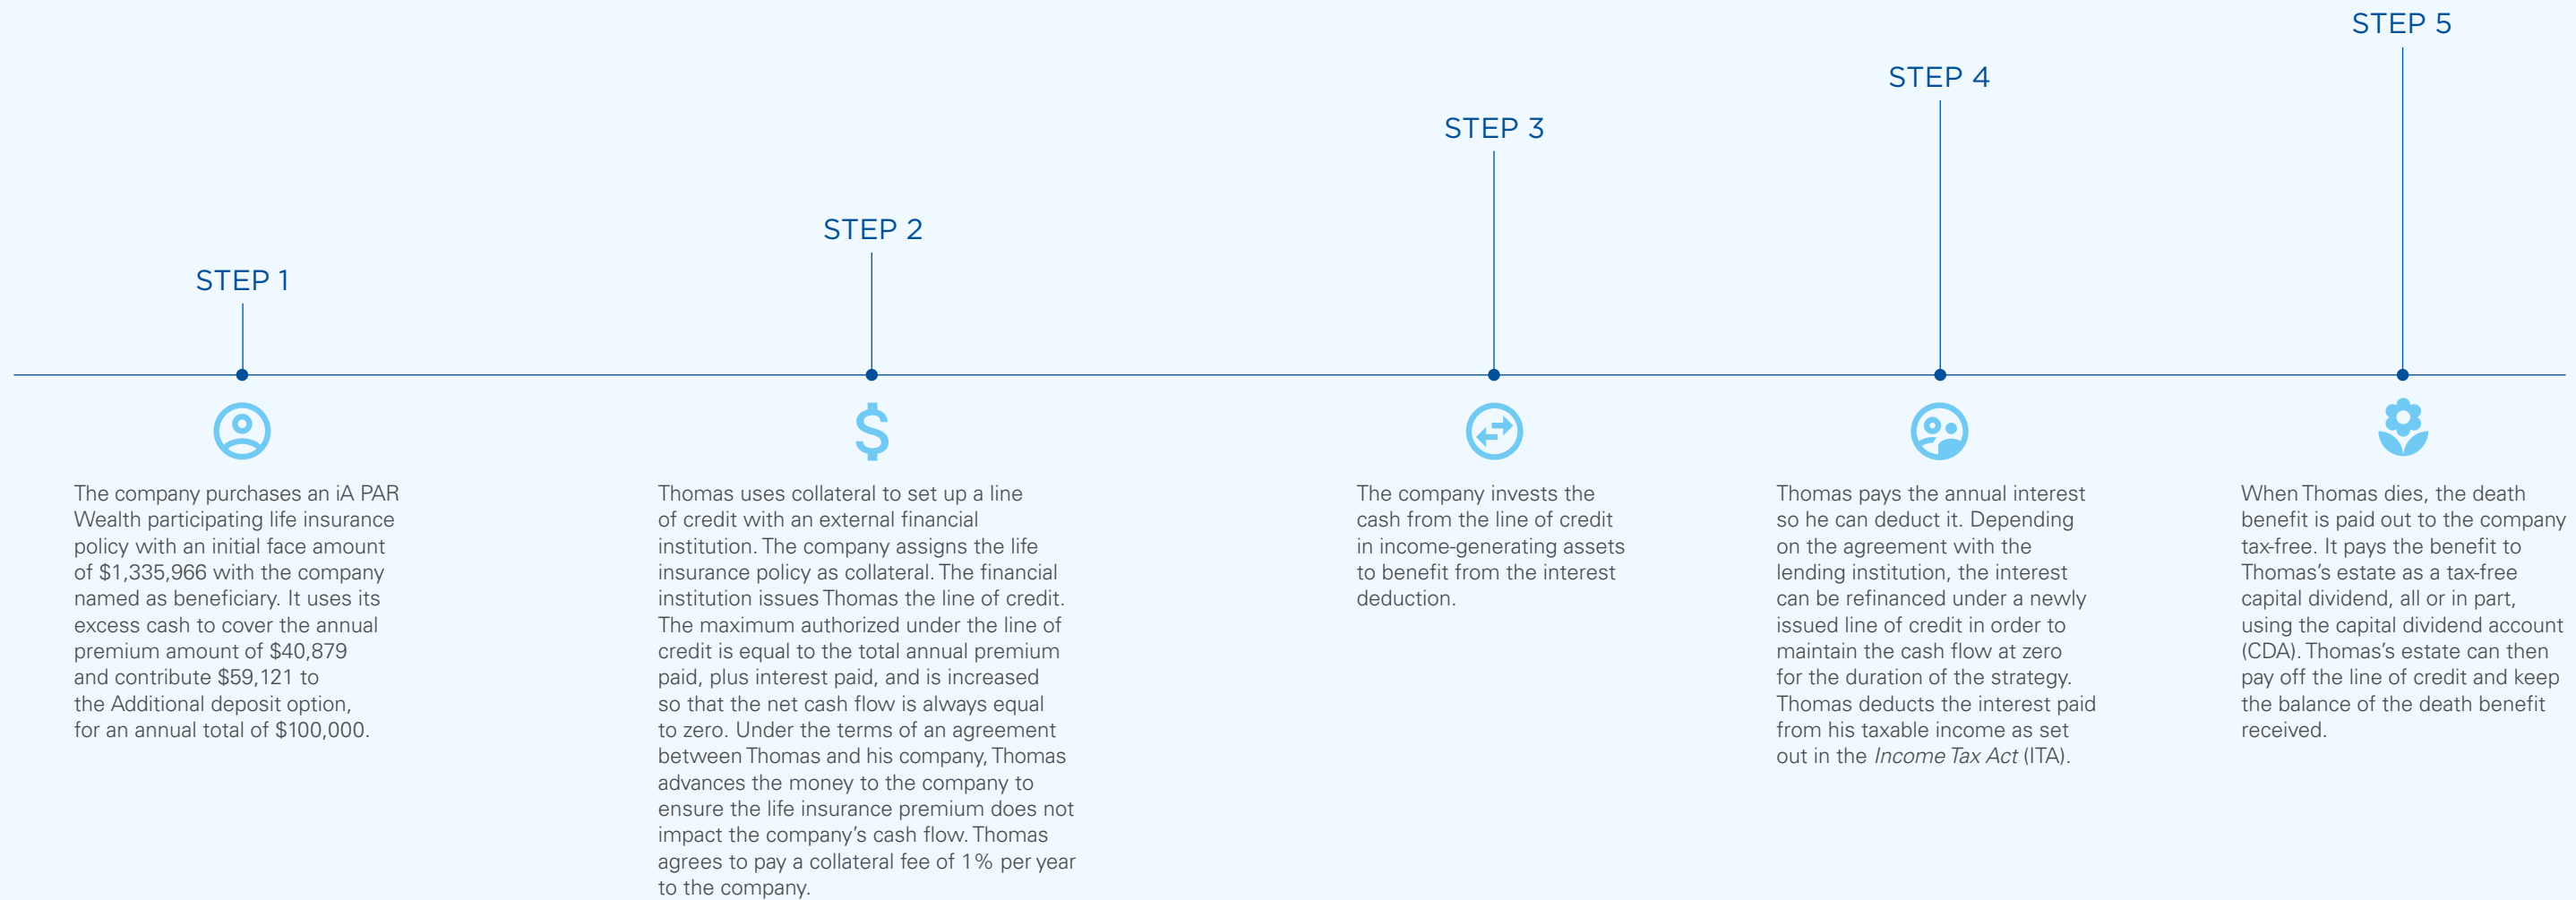 STEP 1
The company purchases an iA PAR
Wealth participating life insurance
policy with an initial face amount
of $1,335,966 with the company
named as beneficiary. It uses its
excess cash to cover the annual
premium amount of $40,879
and contribute $59,121 to
the Additional deposit option,
for an annual total of $100,000.
STEP 2
Thomas uses collateral to set up a line
of credit with an external financial
institution. The company assigns the life
insurance policy as collateral. The financial
institution issues Thomas the line of credit.
The maximum authorized under the line of
credit is equal to the total annual premium
paid, plus interest paid, and is increased
so that the net cash flow is always equal
to zero. Under the terms of an agreement
between Thomas and his company, Thomas
advances the money to the company to
ensure the life insurance premium does not
impact the company’s cash flow. Thomas
agrees to pay a collateral fee of 1% per year
to the company.
STEP 3
The company invests the
cash from the line of credit
in income-generating assets
to benefit from the interest
deduction.
STEP 4
Thomas pays the annual interest
so he can deduct it. Depending
on the agreement with the
lending institution, the interest
can be refinanced under a newly
issued line of credit in order to
maintain the cash flow at zero
for the duration of the strategy.
Thomas deducts the interest paid
from his taxable income as set
out in the Income Tax Act (ITA).
STEP 5
When Thomas dies, the death
benefit is paid out to the company
tax-free. It pays the benefit to
Thomas’s estate as a tax-free
capital dividend, all or in part,
using the capital dividend account
(CDA). Thomas’s estate can then
pay off the line of credit and keep
the balance of the death benefit
received.